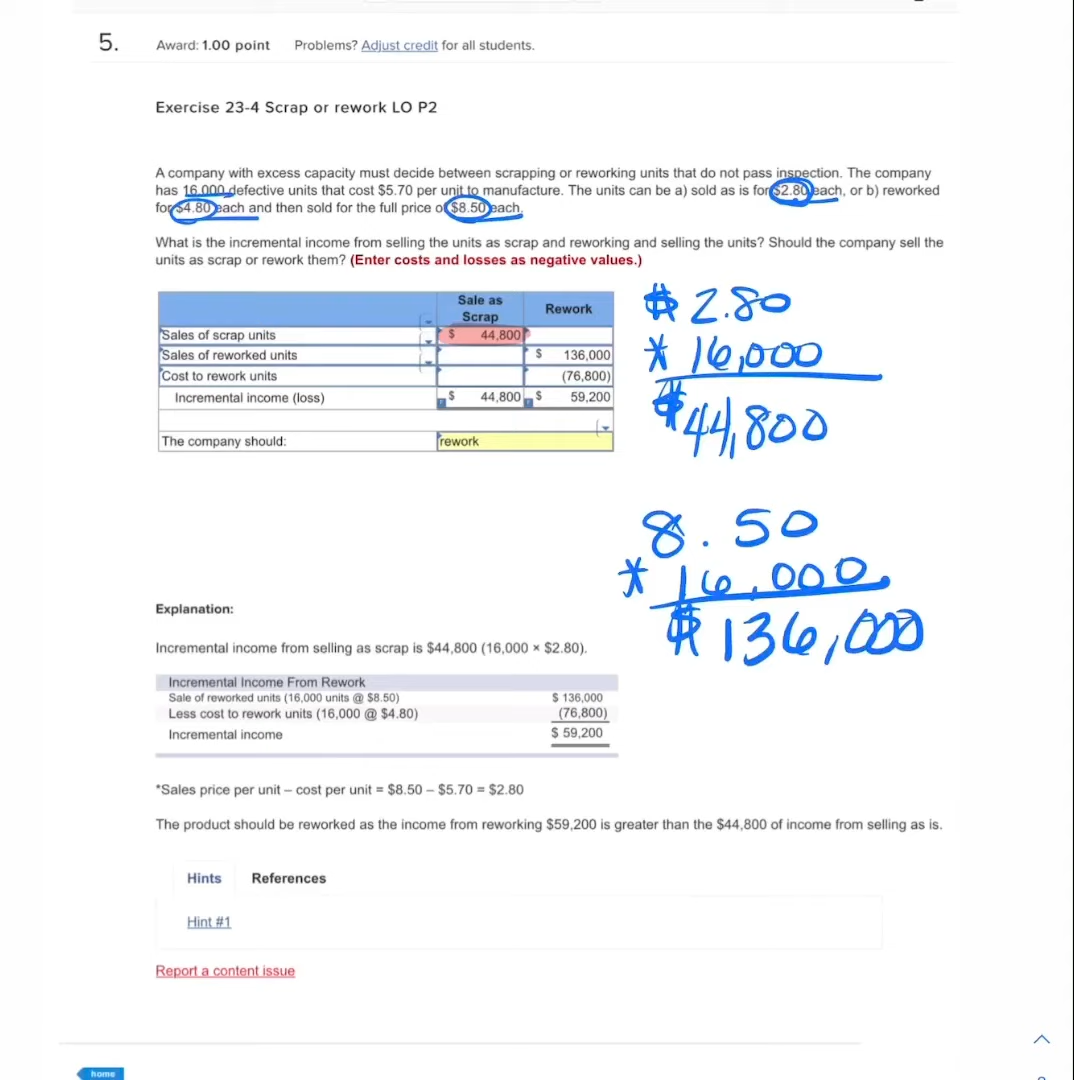 5. Award: 1.00 point Problems? Adjust credit for all students.
Exercise 23-4 Scrap or rework LO P2
A company with excess capacity must decide between scrapping or reworking units that do not pass inspection. The company
has 16,000 defective units that cost $5.70 per unit to manufacture. The units can be a) sold as is for $2.80 each, or b) reworked
for $4.80 each and then sold for the full price of $8.50 each.
What is the incremental income from selling the units as scrap and reworking and selling the units? Should the company sell the
units as scrap or rework them? (Enter costs and losses as negative values.)
Sale as
Scrap Rework
Sales of scrap units $ 44,800
Sales of reworked units $ 136,000
Cost to rework units (76,800)
Incremental income (loss) $ 44,800 $ 59,200
The company should: rework
$ 2.80
* 16,000
$44,800
8.50
* 16,000
$ 136,000
Explanation:
Incremental income from selling as scrap is $44,800 (16,000 × $2.80).
Incremental Income From Rework
Sale of reworked units (16,000 units @ $8.50) $ 136,000
Less cost to rework units (16,000 @ $4.80) (76,800)
Incremental income $ 59,200
*Sales price per unit – cost per unit = $8.50 – $5.70 = $2.80
The product should be reworked as the income from reworking $59,200 is greater than the $44,800 of income from selling as is.
Hints References
Hint #1
Report a content issue
home